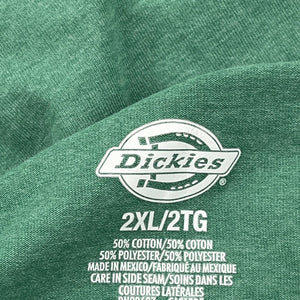 Dickies
2XL/2TG
50% COTTON/50% COTON
50% POLYESTER/50% POLYESTER
MADE IN MEXICO/FABRIQUÉ AU MEXIQUE
CARE IN SIDE SEAM/SOINS DANS LES
COUTURES LATÉRALES